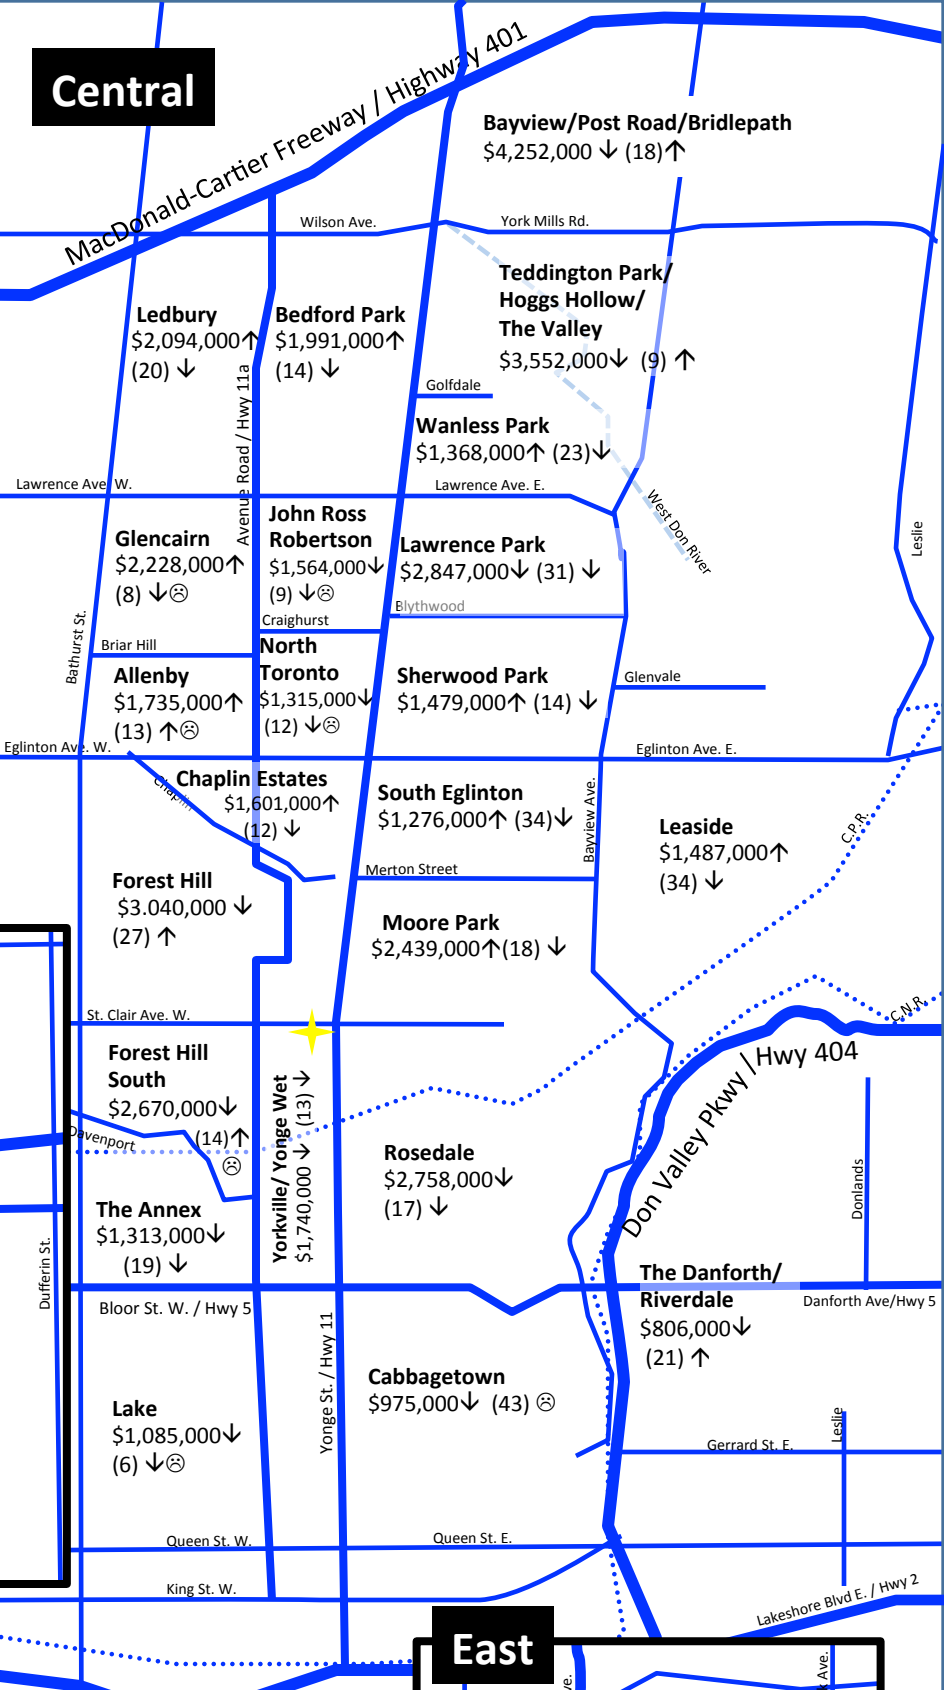 Central
MacDonald-Cartier Freeway / Highway 401
Bayview/Post Road/Bridlepath
$4,252,000 ↓ (18)↑
Wilson Ave.
York Mills Rd.
Teddington Park/
Hoggs Hollow/
The Valley
$3,552,000↓ (9) ↑
Ledbury
$2,094,000↑
(20) ↓
Bedford Park
$1,991,000↑
(14) ↓
Avenue Road / Hwy 11a
Golfdale
Wanless Park
$1,368,000↑ (23)↓
Lawrence Ave. W.
Lawrence Ave. E.
West Don River
Leslie
Glencairn
$2,228,000↑
(8) ↓☹
John Ross
Robertson
$1,564,000↓
(9) ↓☹
Lawrence Park
$2,847,000↓ (31) ↓
Blythwood
Craighurst
Bathurst St.
Briar Hill
Allenby
$1,735,000↑
(13) ↑☹
North
Toronto
$1,315,000↓
(12) ↓☹
Sherwood Park
$1,479,000↑ (14) ↓
Glenvale
Eglinton Ave. W.
Eglinton Ave. E.
Chaplin
Chaplin Estates
$1,601,000↑
(12) ↓
South Eglinton
$1,276,000↑ (34)↓
Bayview Ave.
Leaside
$1,487,000↑
(34) ↓
C.P.R.
Merton Street
Forest Hill
$3.040,000 ↓
(27) ↑
Moore Park
$2,439,000↑(18) ↓
St. Clair Ave. W.
C.N.R.
Don Valley Pkwy / Hwy 404
Forest Hill
South
$2,670,000↓
(14)↑
☹
Davenport
Yorkville/ Yonge Wet
$1,740,000 → (13) →
Rosedale
$2,758,000↓
(17) ↓
Donlands
The Annex
$1,313,000↓
(19) ↓
Dufferin St.
Bloor St. W. / Hwy 5
The Danforth/
Riverdale
$806,000↓
(21) ↑
Danforth Ave/Hwy 5
Yonge St. / Hwy 11
Cabbagetown
$975,000↓ (43) ☹
Lake
$1,085,000↓
(6) ↓☹
Leslie
Gerrard St. E.
Queen St. W.
Queen St. E.
King St. W.
Lakeshore Blvd E. / Hwy 2
East
ve.
k Ave.